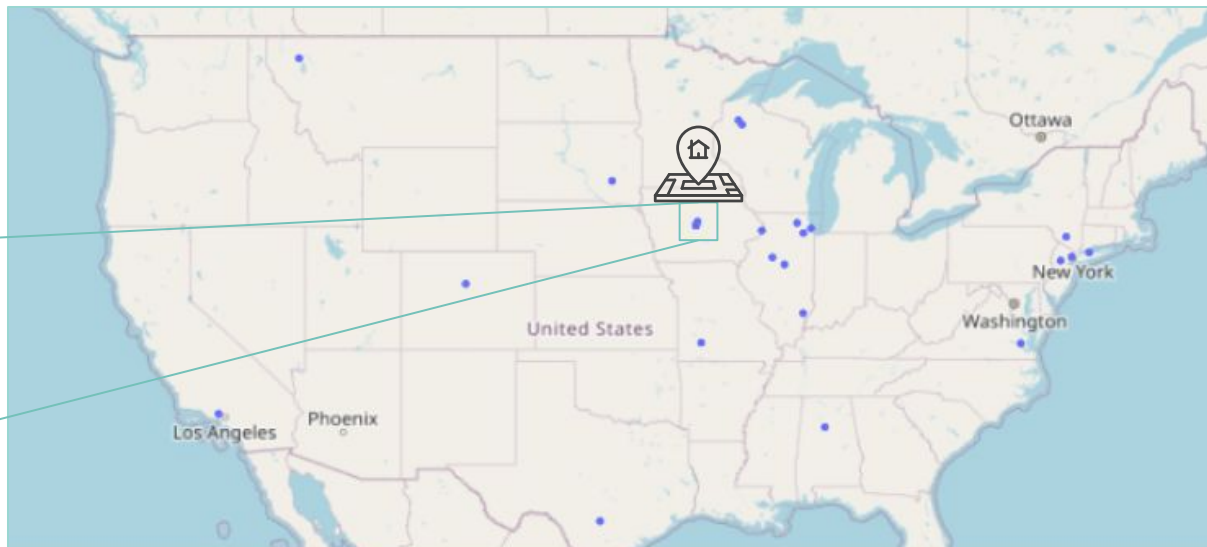 Ottawa
New York
Washington
United States
Phoenix
Los Angeles